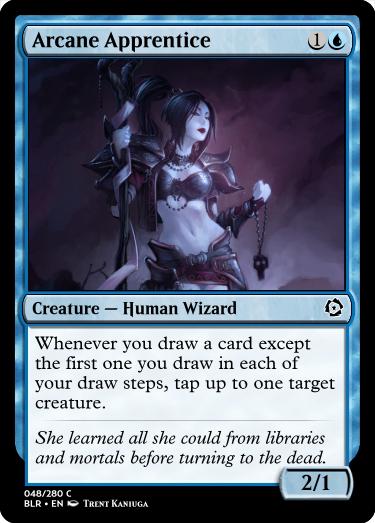 Arcane Apprentice 1
Creature — Human Wizard
Whenever you draw a card except
the first one you draw in each of
your draw steps, tap up to one target
creature.
She learned all she could from libraries
and mortals before turning to the dead.
2/1
048/280 C
BLR • EN Trent Kaniuga